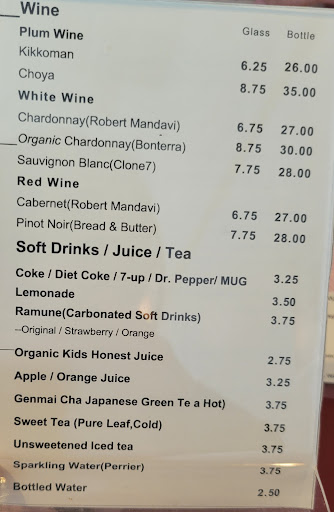 Wine
Plum Wine Glass Bottle
Kikkoman 6.25 26.00
Choya 8.75 35.00
White Wine
Chardonnay(Robert Mandavi) 6.75 27.00
Organic Chardonnay(Bonterra) 8.75 30.00
Sauvignon Blanc(Clone7) 7.75 28.00
Red Wine
Cabernet(Robert Mandavi) 6.75 27.00
Pinot Noir(Bread & Butter) 7.75 28.00
Soft Drinks / Juice / Tea
Coke / Diet Coke / 7-up / Dr. Pepper/ MUG 3.25
Lemonade 3.50
Ramune(Carbonated Soft Drinks) 3.75
--Original / Strawberry / Orange
Organic Kids Honest Juice 2.75
Apple / Orange Juice 3.25
Genmai Cha Japanese Green Te a Hot) 3.75
Sweet Tea (Pure Leaf,Cold) 3.75
Unsweetened Iced tea 3.75
Sparkling Water(Perrier) 3.75
Bottled Water 2.50